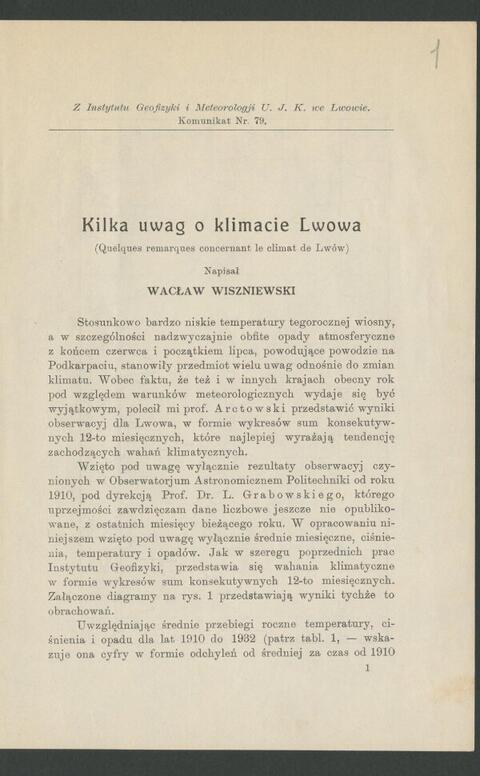 1
Z Instytutu Geofizyki i Meteorologji U. J. K. we Lwowie.
Komunikat Nr. 79.
Kilka uwag o klimacie Lwowa
(Quelques remarques concernant le climat de Lwów)
Napisał
WACŁAW WISZNIEWSKI
Stosunkowo bardzo niskie temperatury tegorocznej wiosny,
a w szczególności nadzwyczajnie obfite opady atmosferyczne
z końcem czerwca i początkiem lipca, powodujące powodzie na
Podkarpaciu, stanowiły przedmiot wielu uwag odnośnie do zmian
klimatu. Wobec faktu, że też i w innych krajach obecny rok
pod względem warunków meteorologicznych wydaje się być
wyjątkowym, polecił mi prof. Arctowski przedstawić wyniki
obserwacyj dla Lwowa, w formie wykresów sum konsekutyw-
nych 12-to miesięcznych, które najlepiej wyrażają tendencję
zachodzących wahań klimatycznych.
Wzięto pod uwagę wyłącznie rezultaty obserwacyj czy-
nionych w Obserwatorjum Astronomicznem Politechniki od roku
1910, pod dyrekcją Prof. Dr. L. Grabowskiego, którego
uprzejmości zawdzięczam dane liczbowe jeszcze nie opubliko-
wane, z ostatnich miesięcy bieżącego roku. W opracowaniu ni-
niejszem wzięto pod uwagę wyłącznie średnie miesięczne, ciśnie-
nia, temperatury i opadów. Jak w szeregu poprzednich prac
Instytutu Geofizyki, przedstawia się wahania klimatyczne
w formie wykresów sum konsekutywnych 12-to miesięcznych.
Załączone diagramy na rys. 1 przedstawiają wyniki tychże to
obrachowań.
Uwzględniając średnie przebiegi roczne temperatury, ci-
śnienia i opadu dla lat 1910 do 1932 (patrz tabl. 1, — wska-
zuje ona cyfry w formie odchyleń od średniej za czas od 1910
1